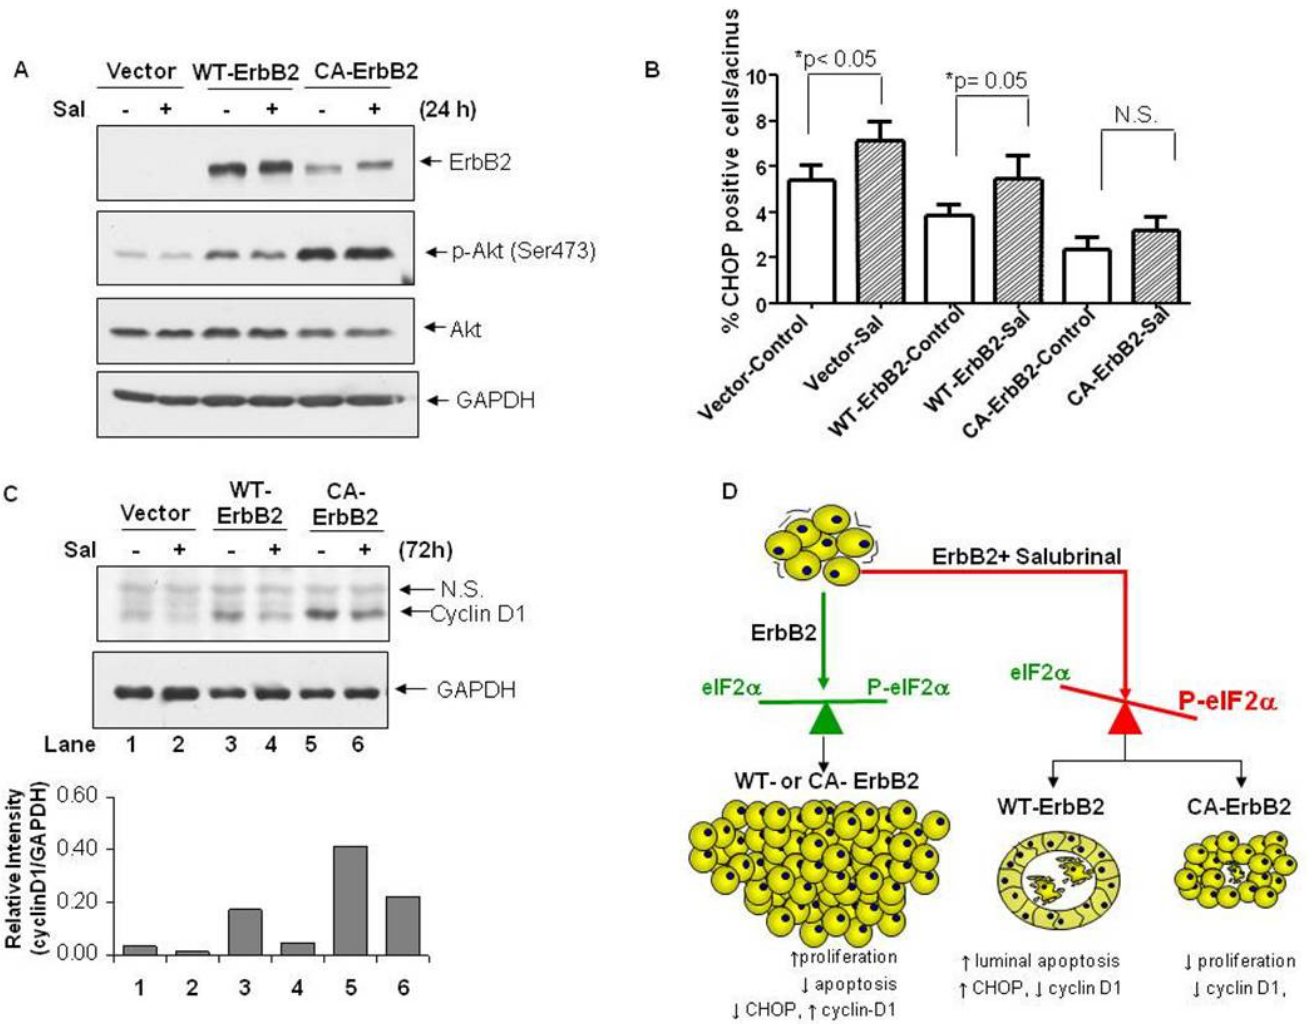 A
Vector WT-ErbB2 CA-ErbB2
Sal - + - + - + (24 h)
ErbB2
p-Akt (Ser473)
Akt
GAPDH
B
% CHOP positive cells/acinus
10
8
6
4
2
0
*p< 0.05
*p= 0.05
N.S.
Vector-Control
Vector-Sal
WT-ErbB2-Control
WT-ErbB2-Sal
CA-ErbB2-Control
CA-ErbB2-Sal
C
Vector
WT-
ErbB2
CA-
ErbB2
Sal - + - + - + (72h)
N.S.
Cyclin D1
GAPDH
Lane 1 2 3 4 5 6
Relative Intensity
(cyclinD1/GAPDH)
0.60
0.40
0.20
0.00
1 2 3 4 5 6
D
ErbB2+ Salubrinal
ErbB2
eIF2α P-eIF2α
eIF2α
P-eIF2α
WT- or CA- ErbB2
WT-ErbB2
CA-ErbB2
↑proliferation
↓ apoptosis
↓ CHOP, ↑ cyclin-D1
↑ luminal apoptosis
↑ CHOP, ↓ cyclin D1
↓ proliferation
↓ cyclin D1,